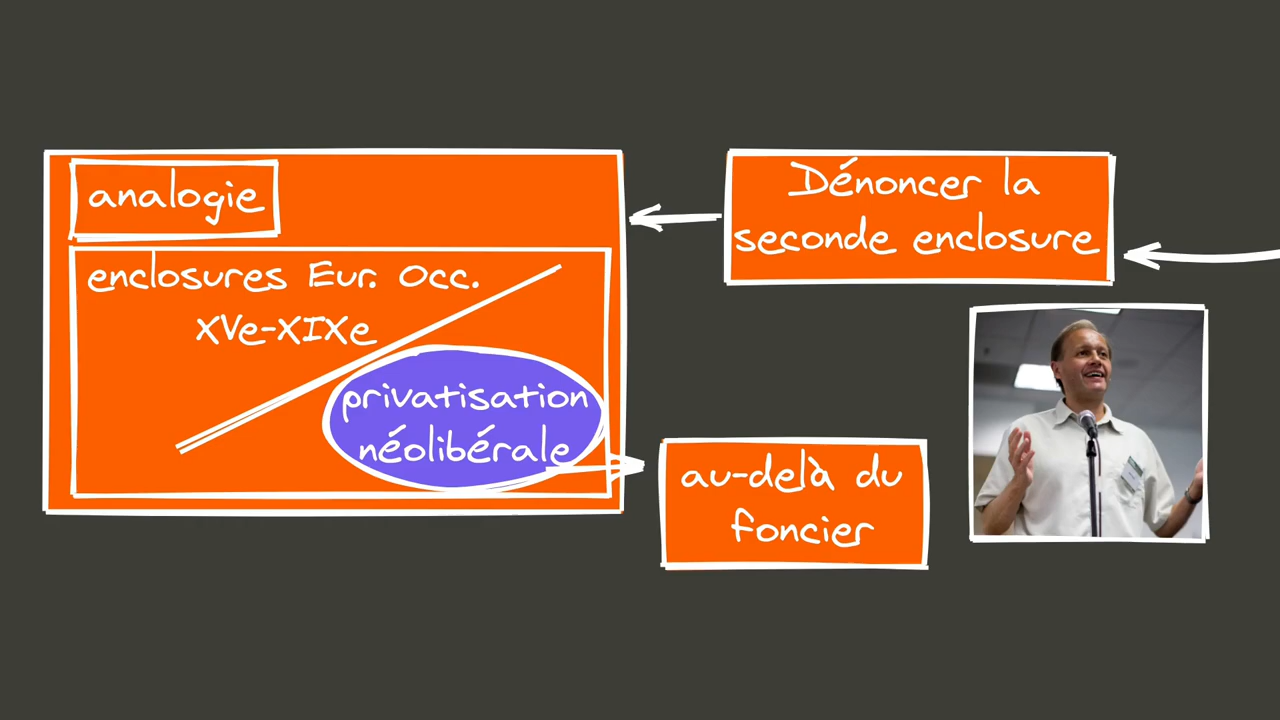 analogie
enclosures Eur. Occ.
XVe-XIXe
privatisation
néolibérale
Dénoncer la
seconde enclosure
au-delà du
foncier